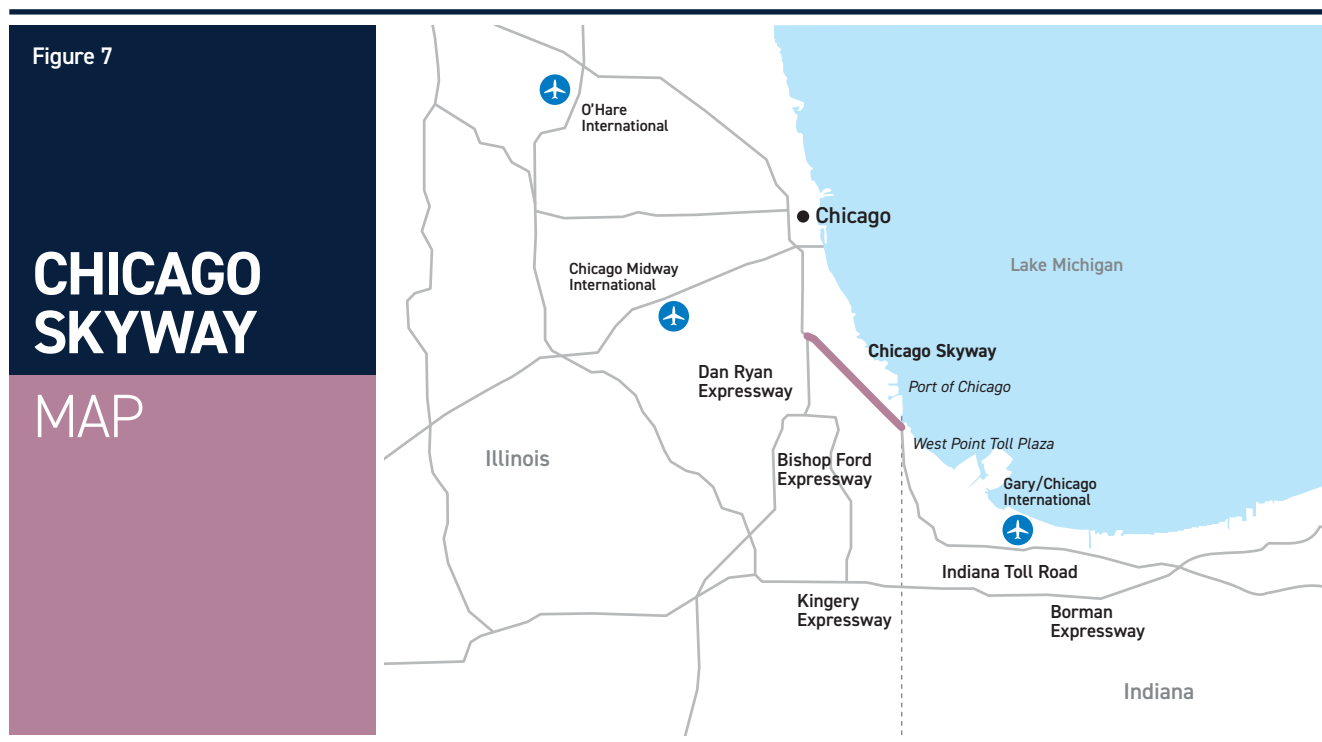 Figure 7
CHICAGO
SKYWAY
MAP
O'Hare
International
Chicago
Lake Michigan
Chicago Midway
International
Chicago Skyway
Dan Ryan
Expressway
Port of Chicago
West Point Toll Plaza
Illinois
Bishop Ford
Expressway
Gary/Chicago
International
Indiana Toll Road
Kingery
Expressway
Borman
Expressway
Indiana